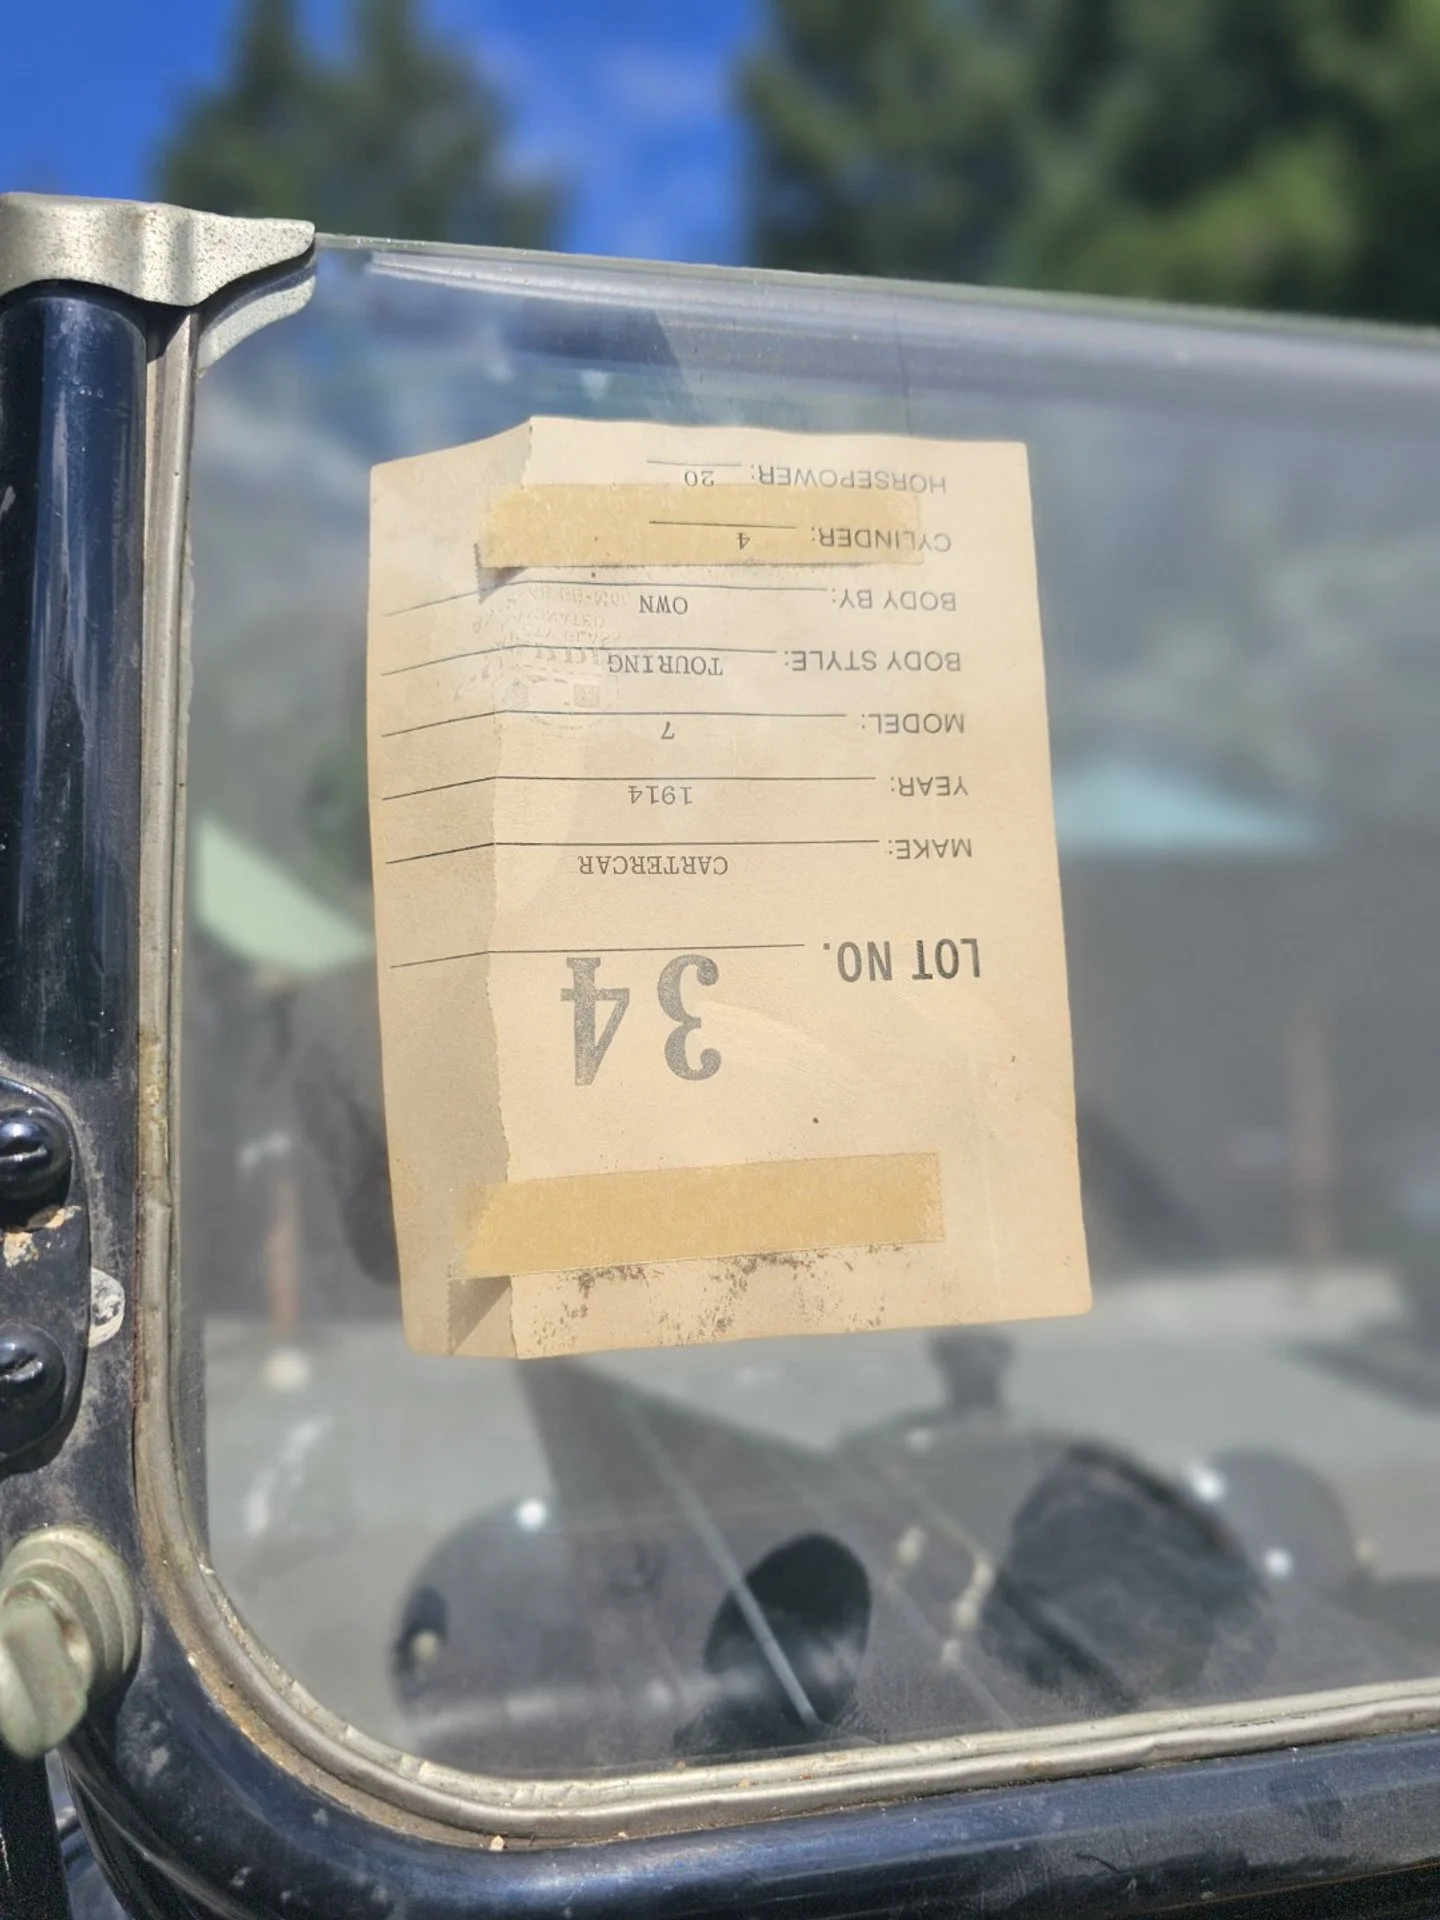 LOT NO. 34
MAKE: CARTERCAR
YEAR: 1914
MODEL: 7
BODY STYLE: TOURING
BODY BY: OWN
CYLINDER: 4
HORSEPOWER: 20